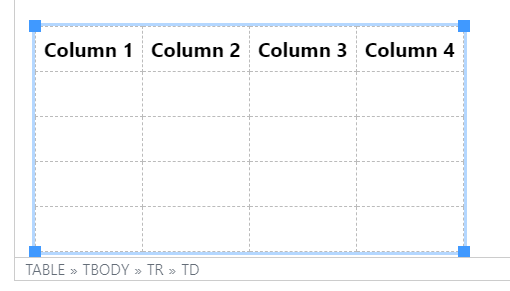 Column 1 Column 2 Column 3 Column 4
TABLE » TBODY » TR » TD